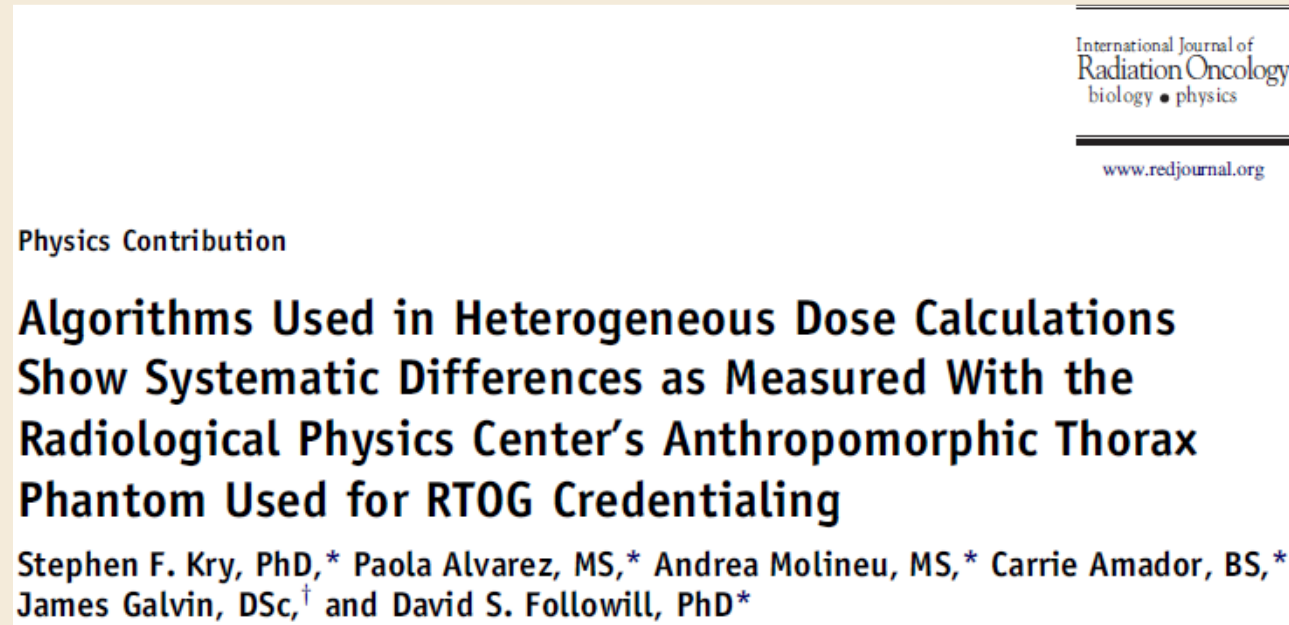 International Journal of
Radiation Oncology
biology • physics
www.redjournal.org
Physics Contribution
Algorithms Used in Heterogeneous Dose Calculations
Show Systematic Differences as Measured With the
Radiological Physics Center′s Anthropomorphic Thorax
Phantom Used for RTOG Credentialing
Stephen F. Kry, PhD,* Paola Alvarez, MS,* Andrea Molineu, MS,* Carrie Amador, BS,*
James Galvin, DSc,† and David S. Followill, PhD*